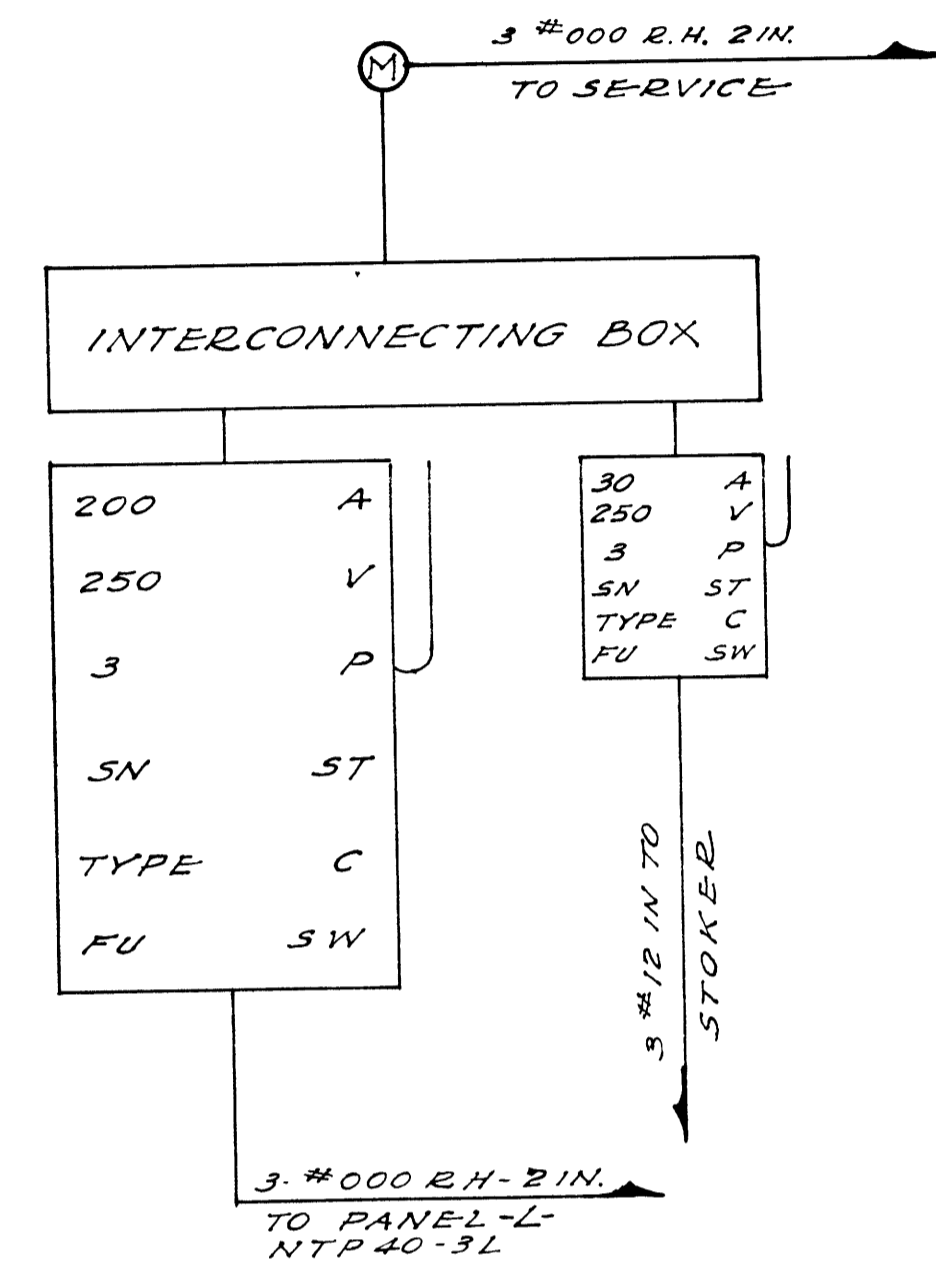 3 #000 R.H. 2IN.
TO SERVICE
M
INTERCONNECTING BOX
200 A
250 V
3 P
SN ST
TYPE C
FU SW
30 A
250 V
3 P
SN ST
TYPE C
FU SW
3 #12 IN TO
STOKER
3-#000 RH-2IN.
TO PANEL-L-
NTP40-3L